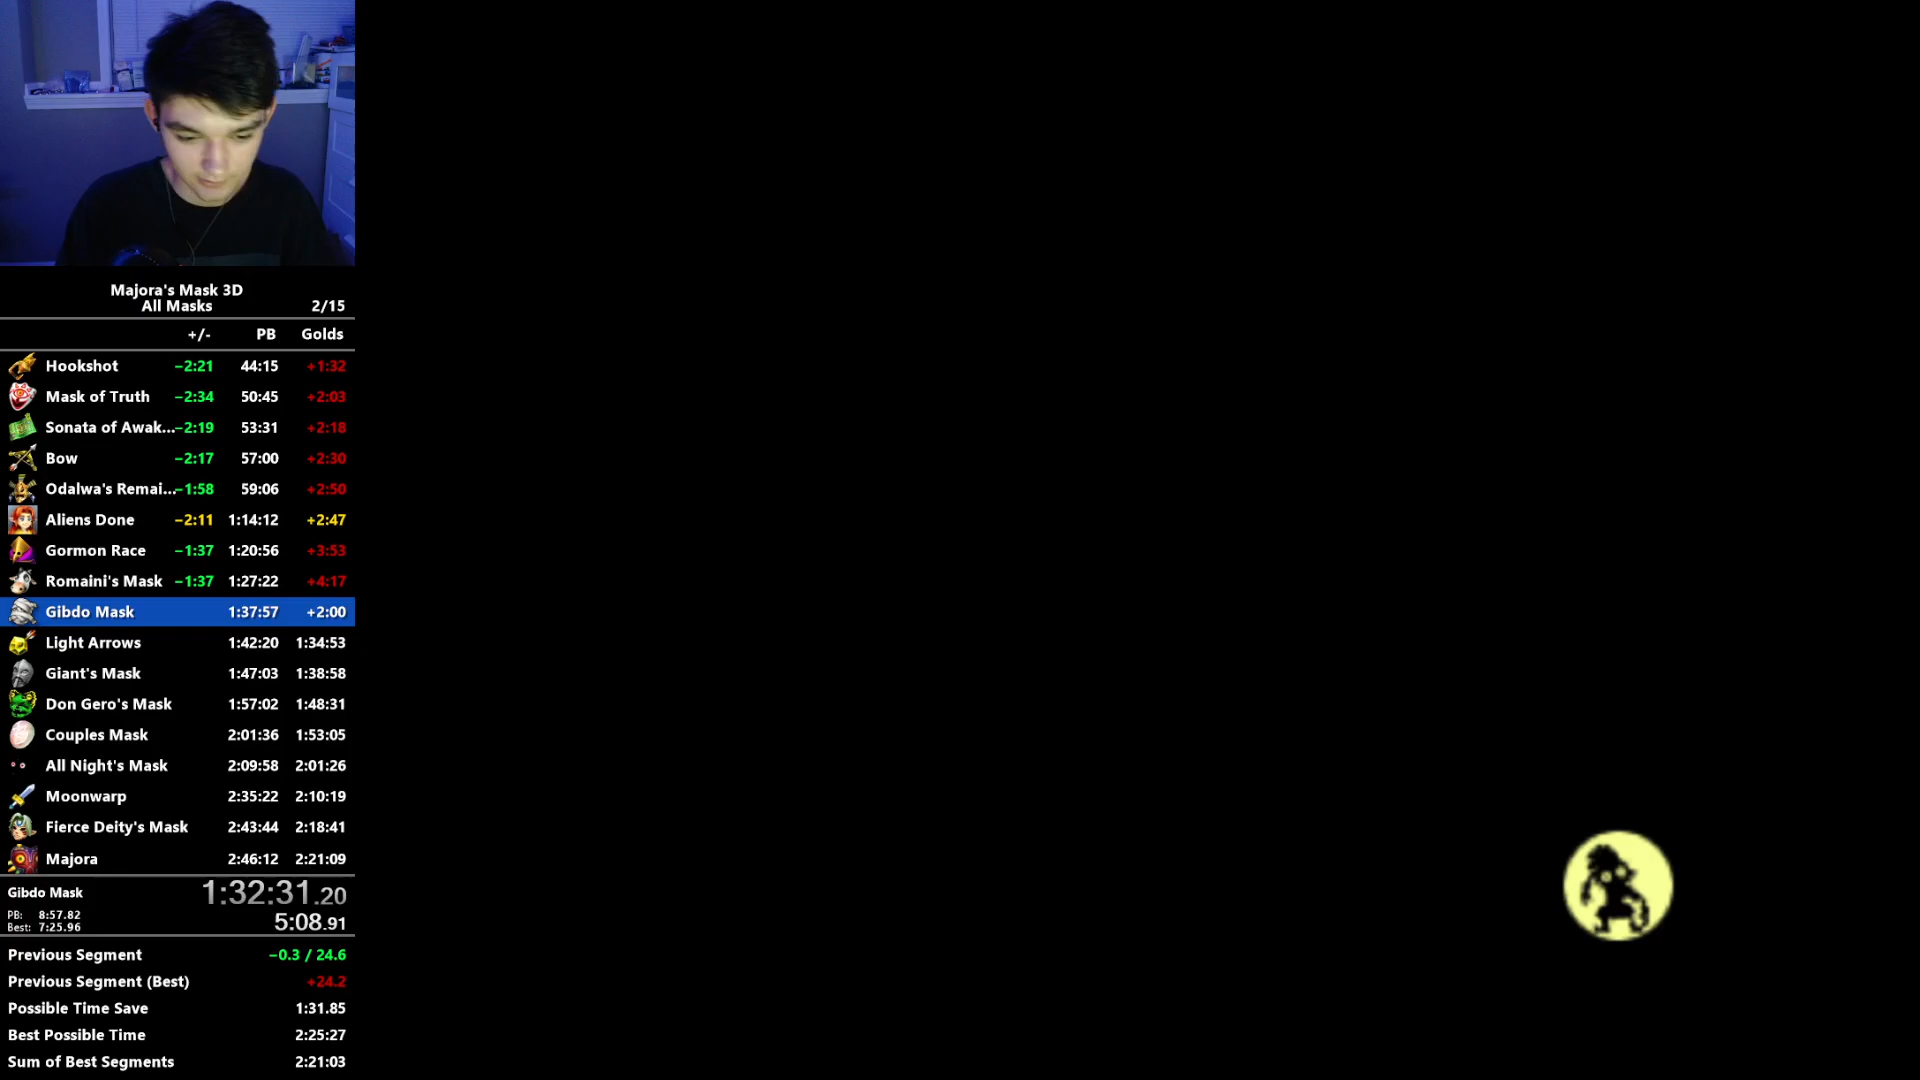 Majora's Mask 3D
All Masks 2/15
+/- PB Golds
Hookshot −2:21 44:15 +1:32
Mask of Truth −2:34 50:45 +2:03
Sonata of Awak... −2:19 53:31 +2:18
Bow −2:17 57:00 +2:30
Odalwa's Remai... −1:58 59:06 +2:50
Aliens Done −2:11 1:14:12 +2:47
Gormon Race −1:37 1:20:56 +3:53
Romaini's Mask −1:37 1:27:22 +4:17
Gibdo Mask 1:37:57 +2:00
Light Arrows 1:42:20 1:34:53
Giant's Mask 1:47:03 1:38:58
Don Gero's Mask 1:57:02 1:48:31
Couples Mask 2:01:36 1:53:05
All Night's Mask 2:09:58 2:01:26
Moonwarp 2:35:22 2:10:19
Fierce Deity's Mask 2:43:44 2:18:41
Majora 2:46:12 2:21:09
Gibdo Mask 1:32:31.20
PB: 8:57.82
Best: 7:25.96 5:08.91
Previous Segment −0.3 / 24.6
Previous Segment (Best) +24.2
Possible Time Save 1:31.85
Best Possible Time 2:25:27
Sum of Best Segments 2:21:03